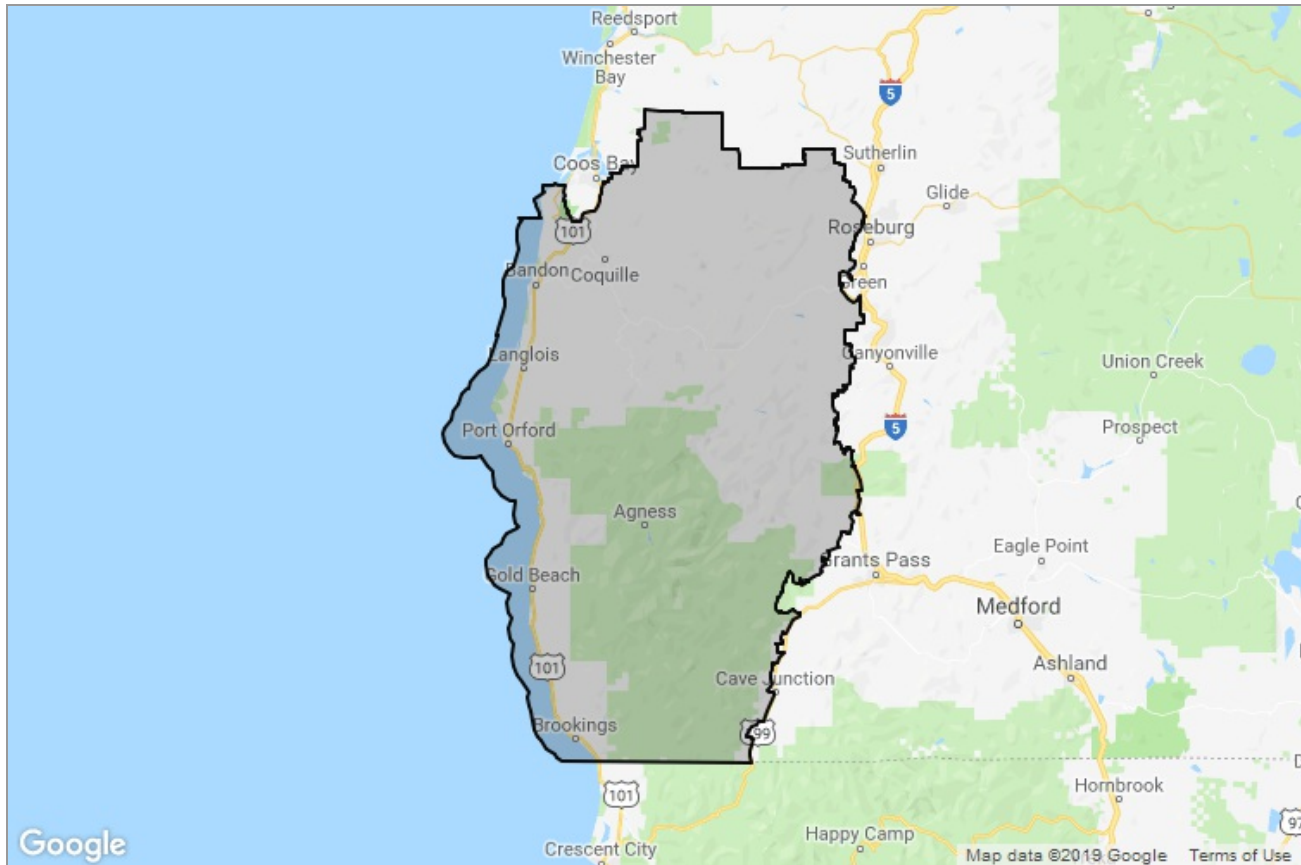 Reedsport
Winchester
Bay
5
Sutherlin
Coos Bay
Glide
Roseburg
101
Bandon
Coquille
Green
Langlois
Canyonville
Union Creek
5
Port Orford
Prospect
Agness
Eagle Point
Grants Pass
Gold Beach
Medford
101
Ashland
Cave Junction
Brookings
199
101
Hornbrook
97
Happy Camp
Crescent City
Google
Map data ©2019 Google
Terms of Use